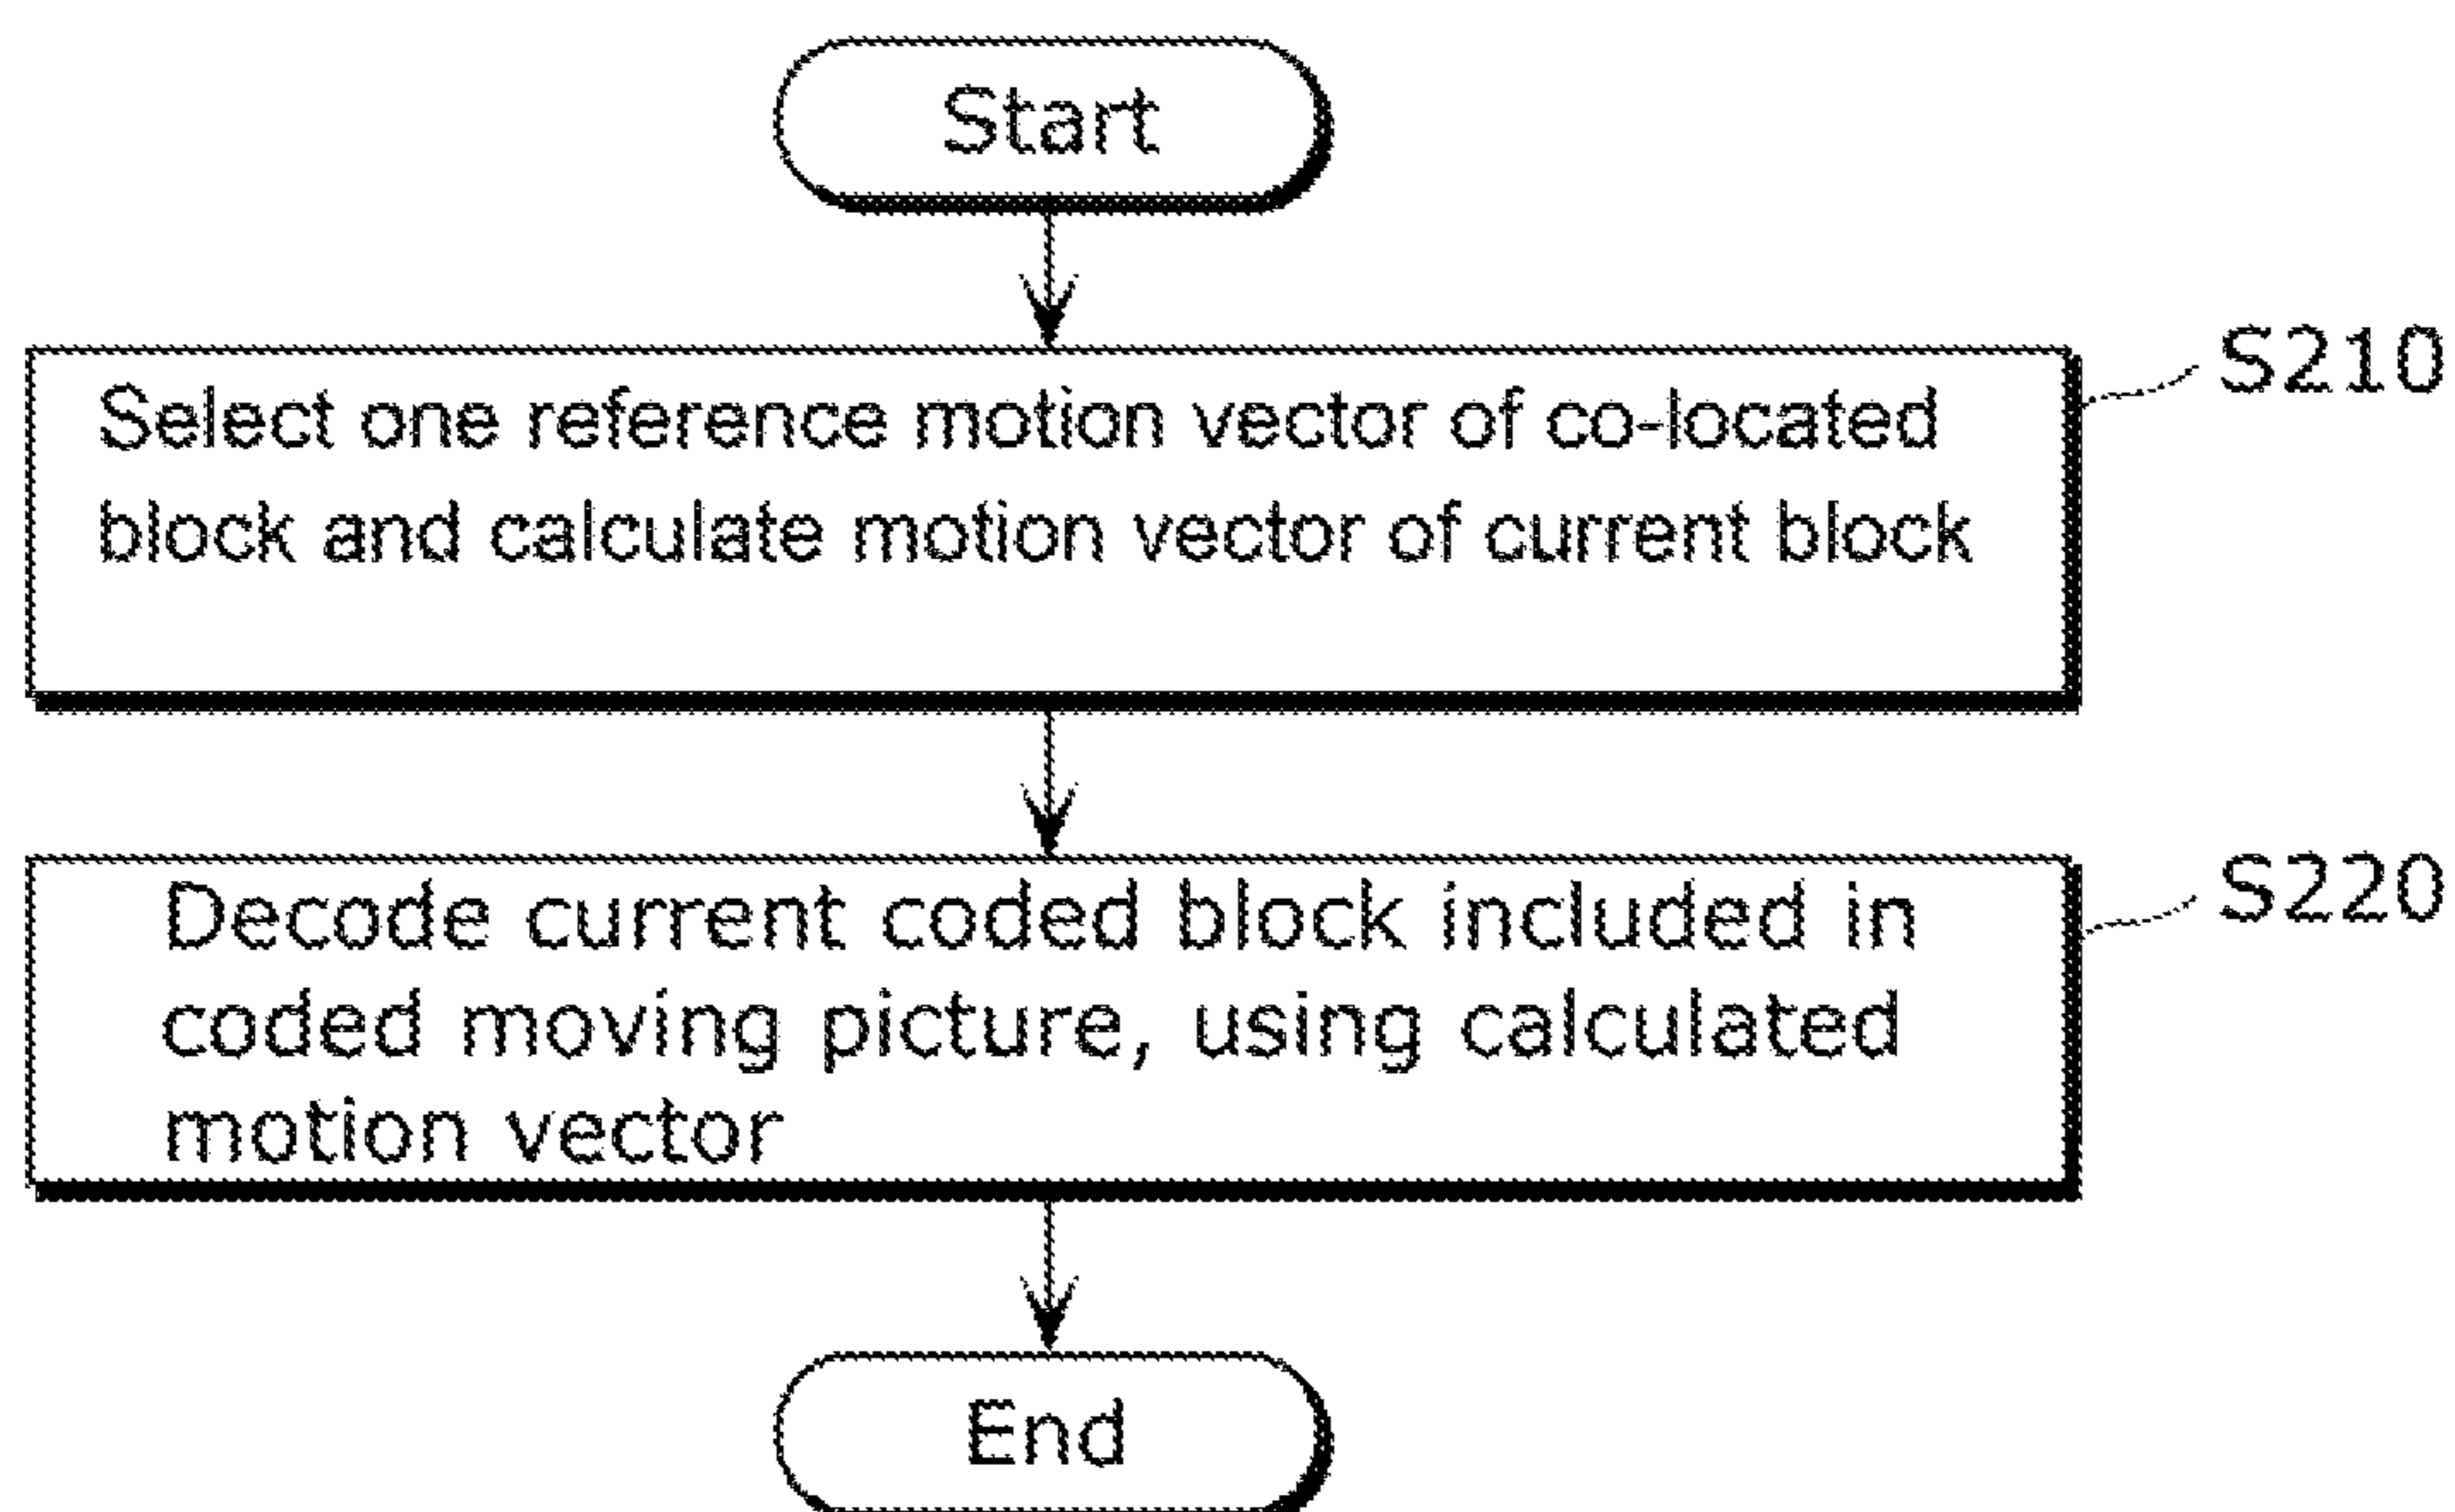 Start
S210
Select one reference motion vector of co-located
block and calculate motion vector of current block
S220
Decode current coded block included in
coded moving picture, using calculated
motion vector
End